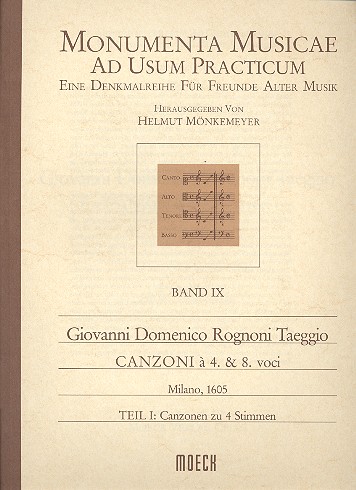 MONUMENTA MUSICAE
AD USUM PRACTICUM
EINE DENKMALREIHE FÜR FREUNDE ALTER MUSIK
HERAUSGEGEBEN VON
HELMUT MÖNKEMEYER
CANTO
ALTO
TENORE
BASSO
BAND IX
Giovanni Domenico Rognoni Taeggio
CANZONI à 4. & 8. voci
Milano, 1605
TEIL I: Canzonen zu 4 Stimmen
MOECK